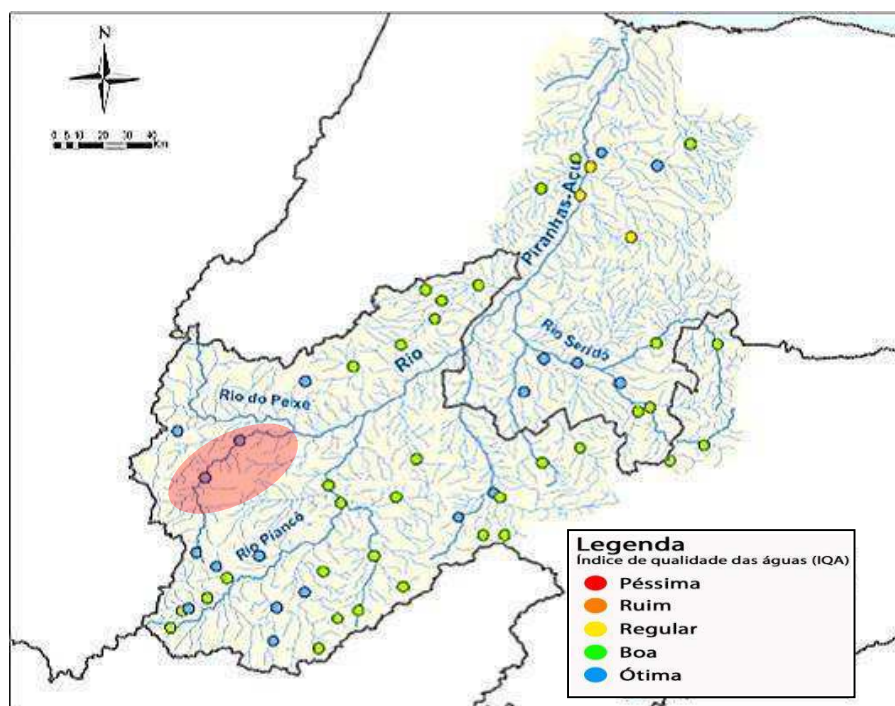 N
0 5 10 20 30 40
Km
Piranhas-Açu
Rio
Rio Seridó
Rio do Peixe
Rio Piancó
Legenda
Índice de qualidade das águas (IQA)
Péssima
Ruim
Regular
Boa
Ótima